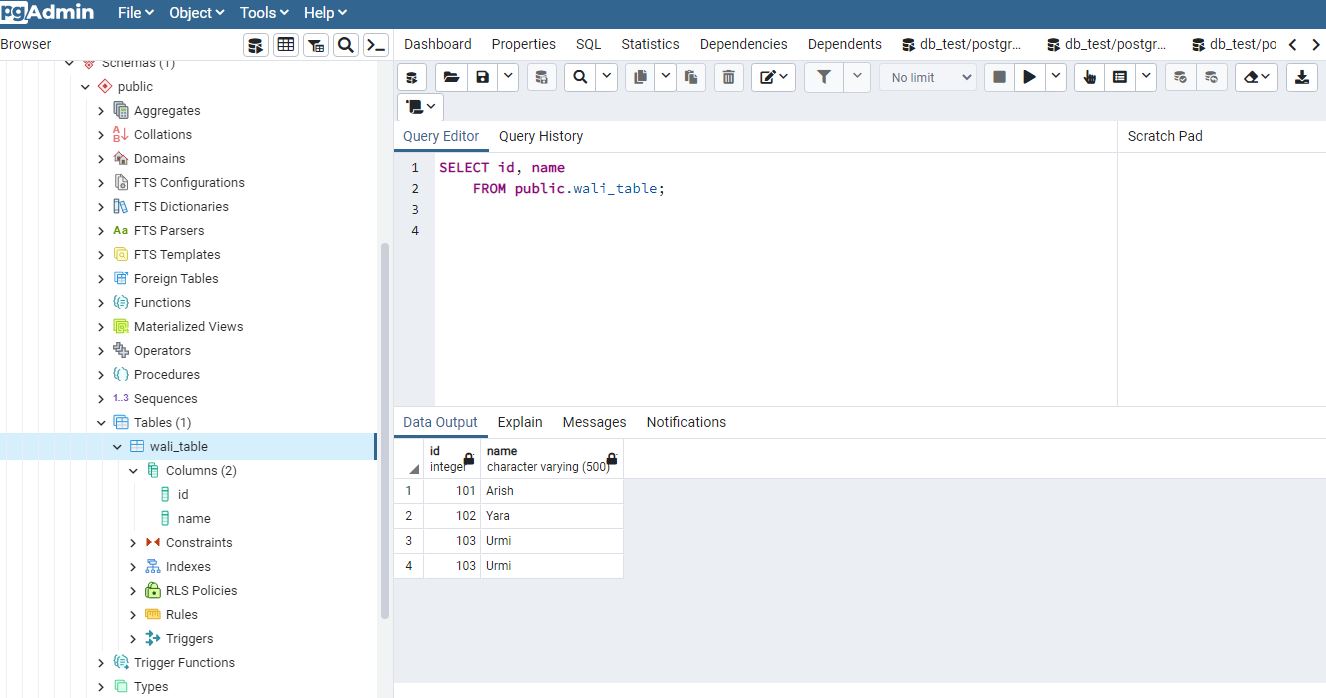 pgAdmin File Object Tools Help
Browser
Dashboard Properties SQL Statistics Dependencies Dependents db_test/postgr... db_test/postgr... db_test/po
Schemas (1)
public
Aggregates
Collations
Domains
FTS Configurations
FTS Dictionaries
Aa FTS Parsers
FTS Templates
Foreign Tables
Functions
Materialized Views
Operators
Procedures
1..3 Sequences
Tables (1)
wali_table
Columns (2)
id
name
Constraints
Indexes
RLS Policies
Rules
Triggers
Trigger Functions
Types
No limit
Query Editor Query History
Scratch Pad
1 SELECT id, name
2 FROM public.wali_table;
3
4
Data Output Explain Messages Notifications
id name
integer character varying (500)
1 101 Arish
2 102 Yara
3 103 Urmi
4 103 Urmi